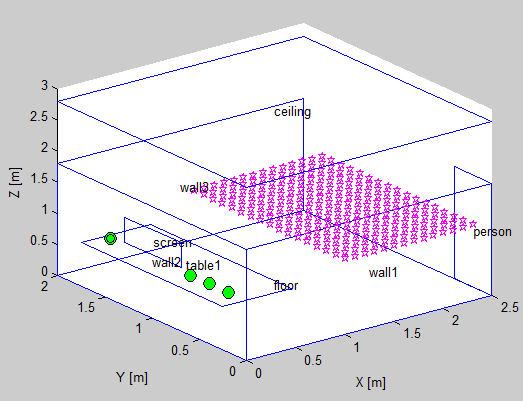 3
2.5
2
1.5
1
0.5
0
Z [m]
ceiling
wall3
screen
wall2
table1
floor
wall1
person
2
1.5
1
0.5
0
Y [m]
0
0.5
1
1.5
2
2.5
X [m]